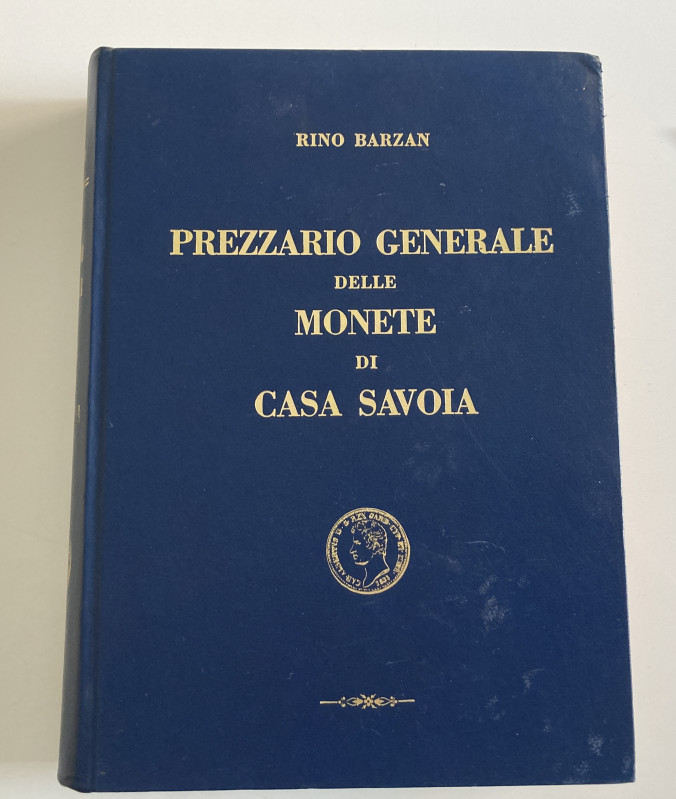 RINO BARZAN
PREZZARIO GENERALE
DELLE
MONETE
DI
CASA SAVOIA